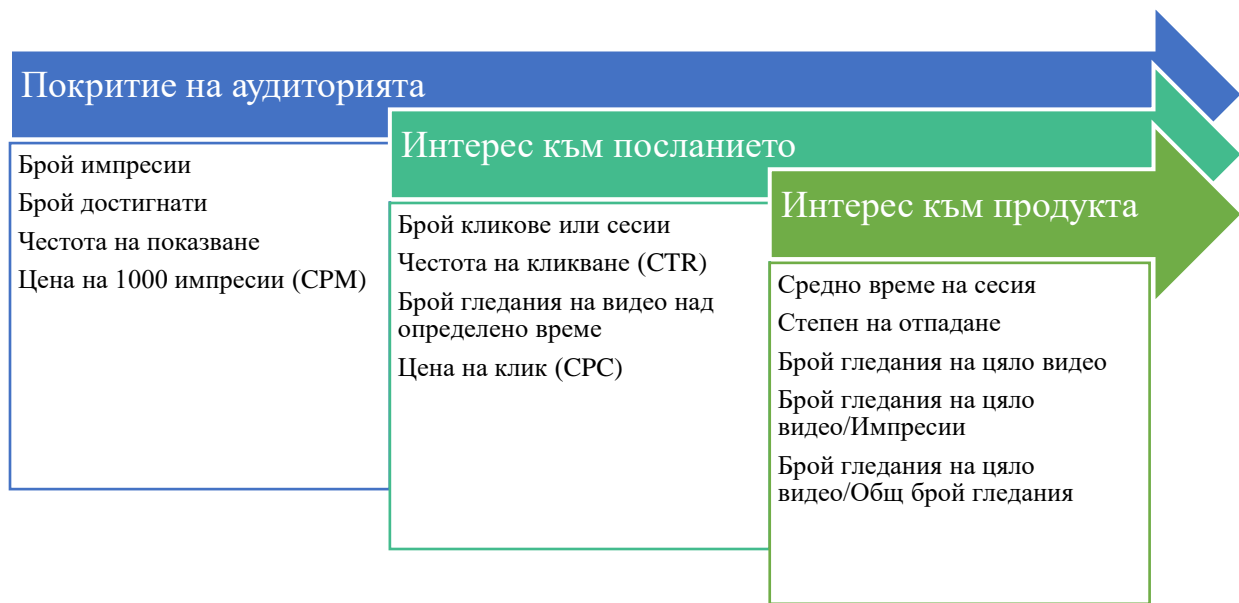 Покритие на аудиторията
Брой импресии
Брой достигнати
Честота на показване
Цена на 1000 импресии (CPM)
Интерес към посланието
Брой кликове или сесии
Честота на кликване (CTR)
Брой гледания на видео над
определено време
Цена на клик (CPC)
Интерес към продукта
Средно време на сесия
Степен на отпадане
Брой гледания на цяло видео
Брой гледания на цяло
видео/Импресии
Брой гледания на цяло
видео/Общ брой гледания